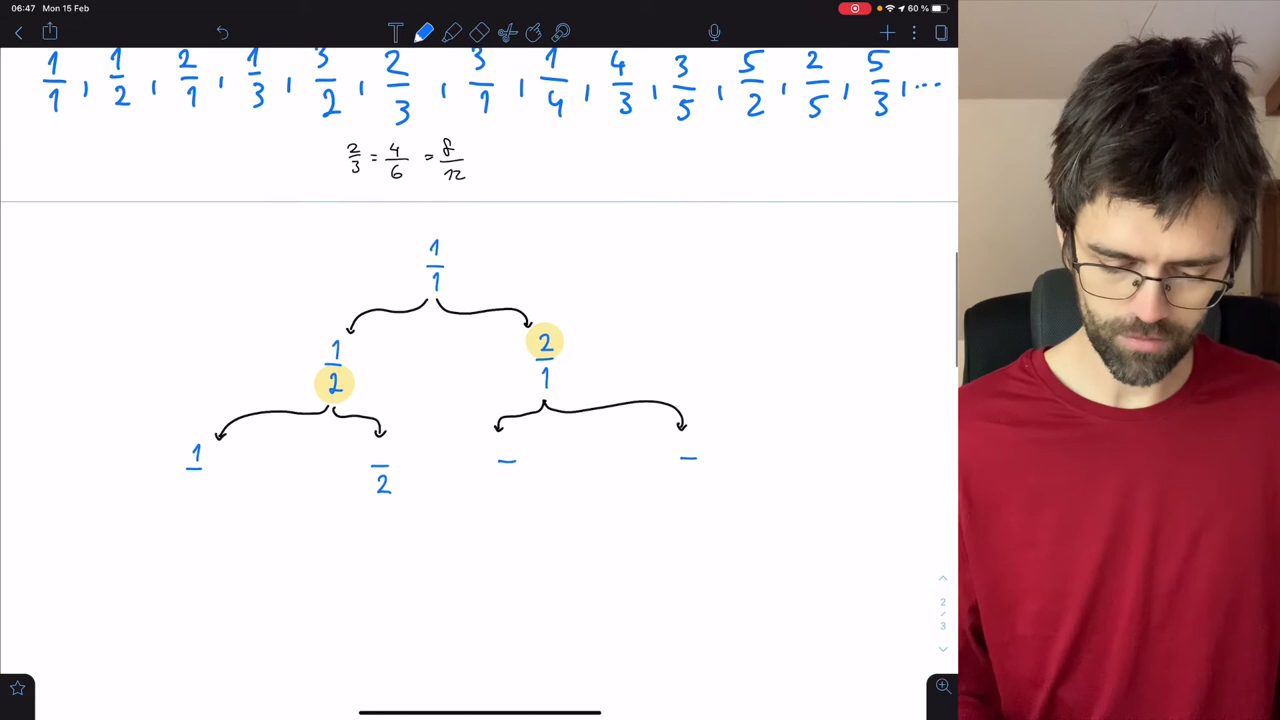 06:47 Mon 15 Feb 60 %
T
1/1, 1/2, 2/1, 1/3, 3/2, 2/3, 3/1, 1/4, 4/3, 3/5, 5/2, 2/5, 5/3, ...
2/3 = 4/6 = 8/12
1/1
1/2 2/1
1/ /2 / /
2
/
3